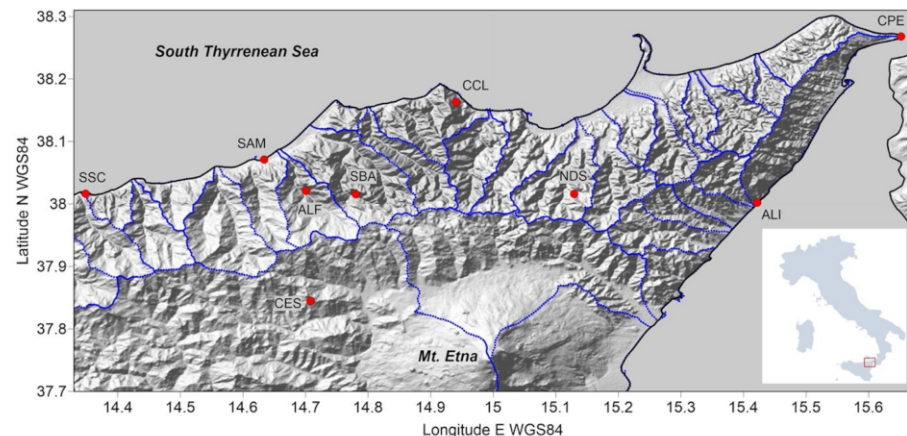 38.3
CPE
South Thyrrenean Sea
38.2
CCL
38.1
SAM
SSC
SBA
NDS
38
ALF
ALI
Latitude N WGS84
37.9
CES
37.8
Mt. Etna
37.7
14.4 14.5 14.6 14.7 14.8 14.9 15 15.1 15.2 15.3 15.4 15.5 15.6
Longitude E WGS84